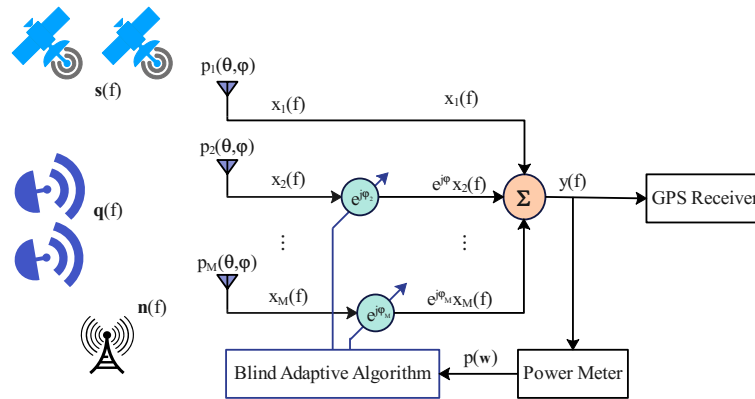 s(f)
p₁(θ,φ)
x₁(f)
x₁(f)
p₂(θ,φ)
x₂(f)
e^{jφ₂}
e^{jφ}x₂(f)
Σ
y(f)
GPS Receiver
q(f)
⋮
⋮
p_M(θ,φ)
x_M(f)
e^{jφ_M}
e^{jφ_M}x_M(f)
n(f)
Blind Adaptive Algorithm
p(w)
Power Meter